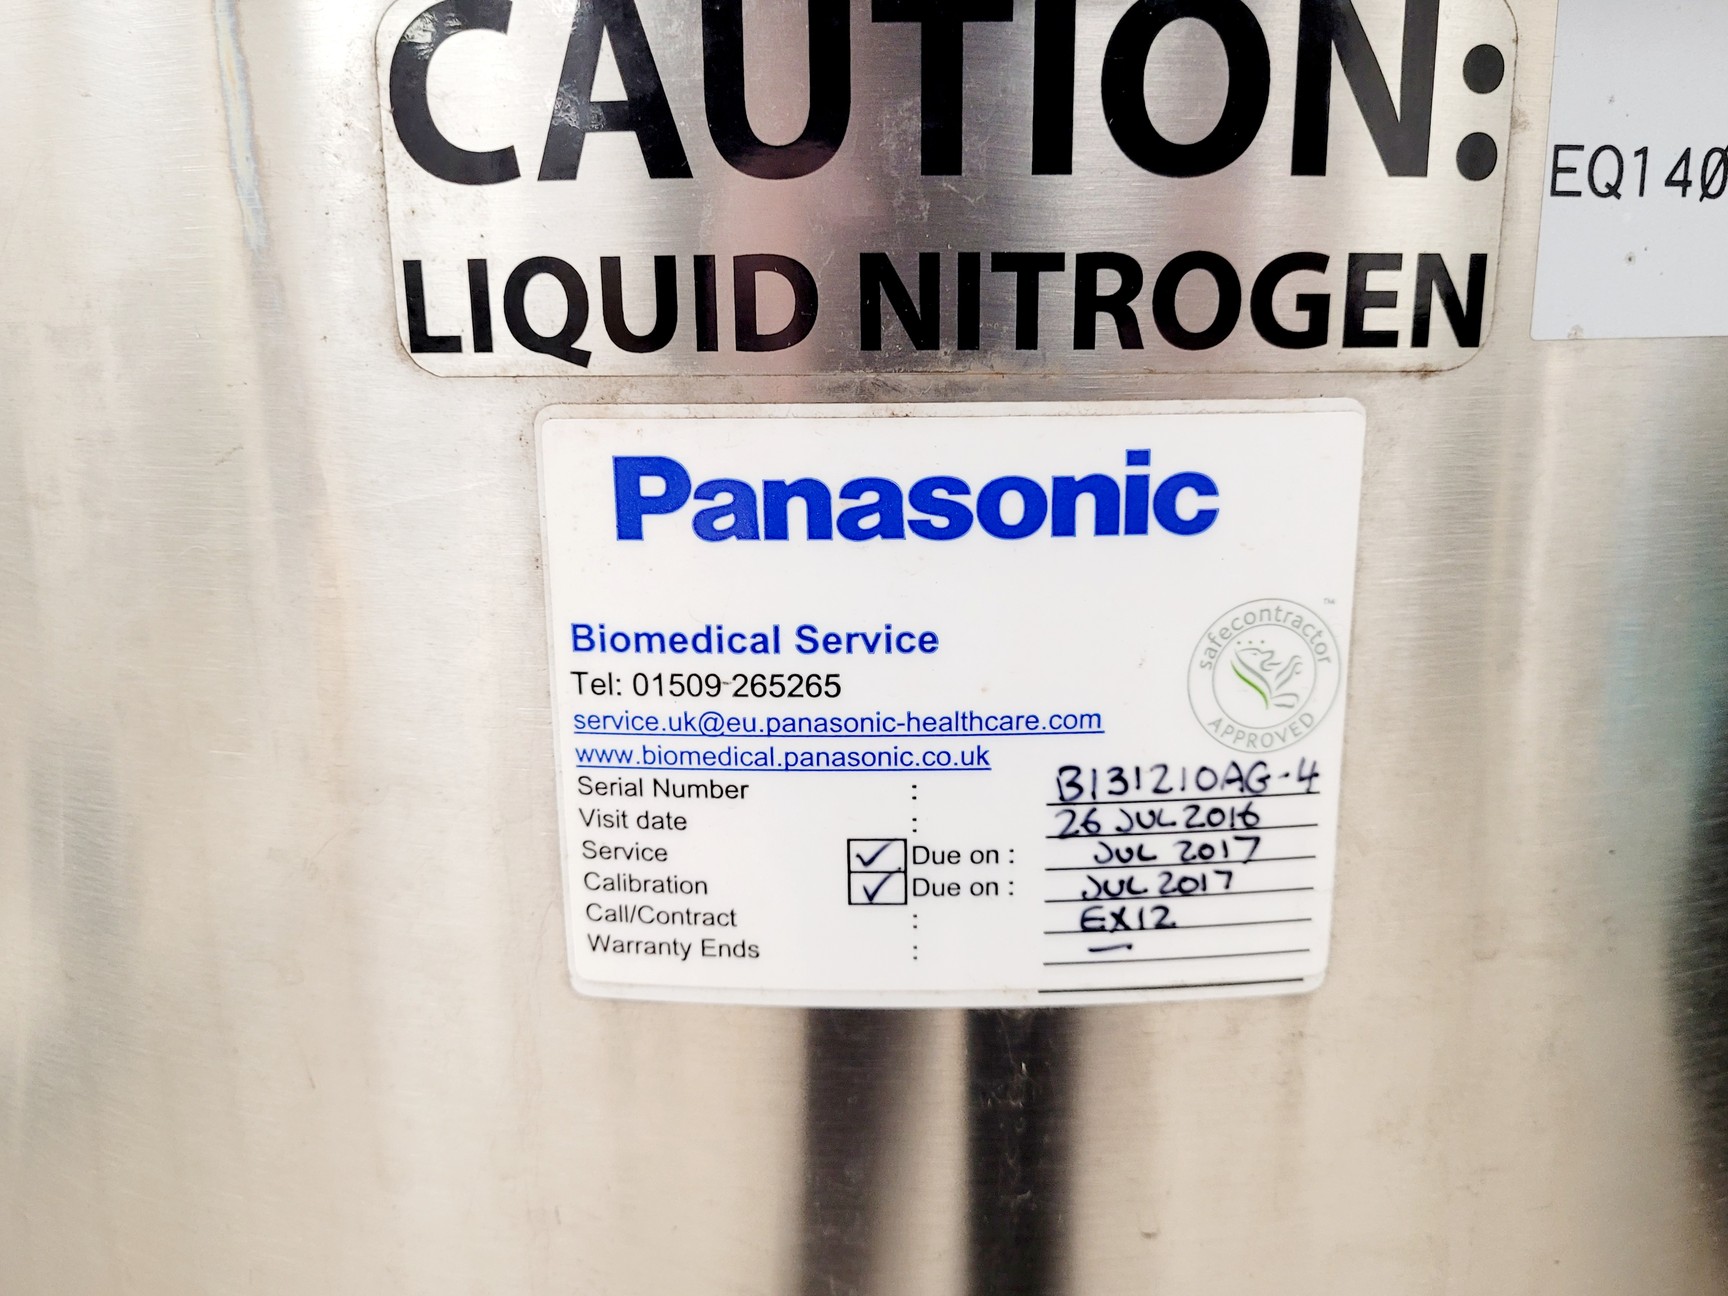 CAUTION:
LIQUID NITROGEN
EQ140
Panasonic
Biomedical Service
Tel: 01509 265265
service.uk@eu.panasonic-healthcare.com
www.biomedical.panasonic.co.uk
safecontractor ™
APPROVED
Serial Number : B131210AG-4
Visit date : 26 JUL 2016
Service ✓ Due on : JUL 2017
Calibration ✓ Due on : JUL 2017
Call/Contract : EX12
Warranty Ends : —